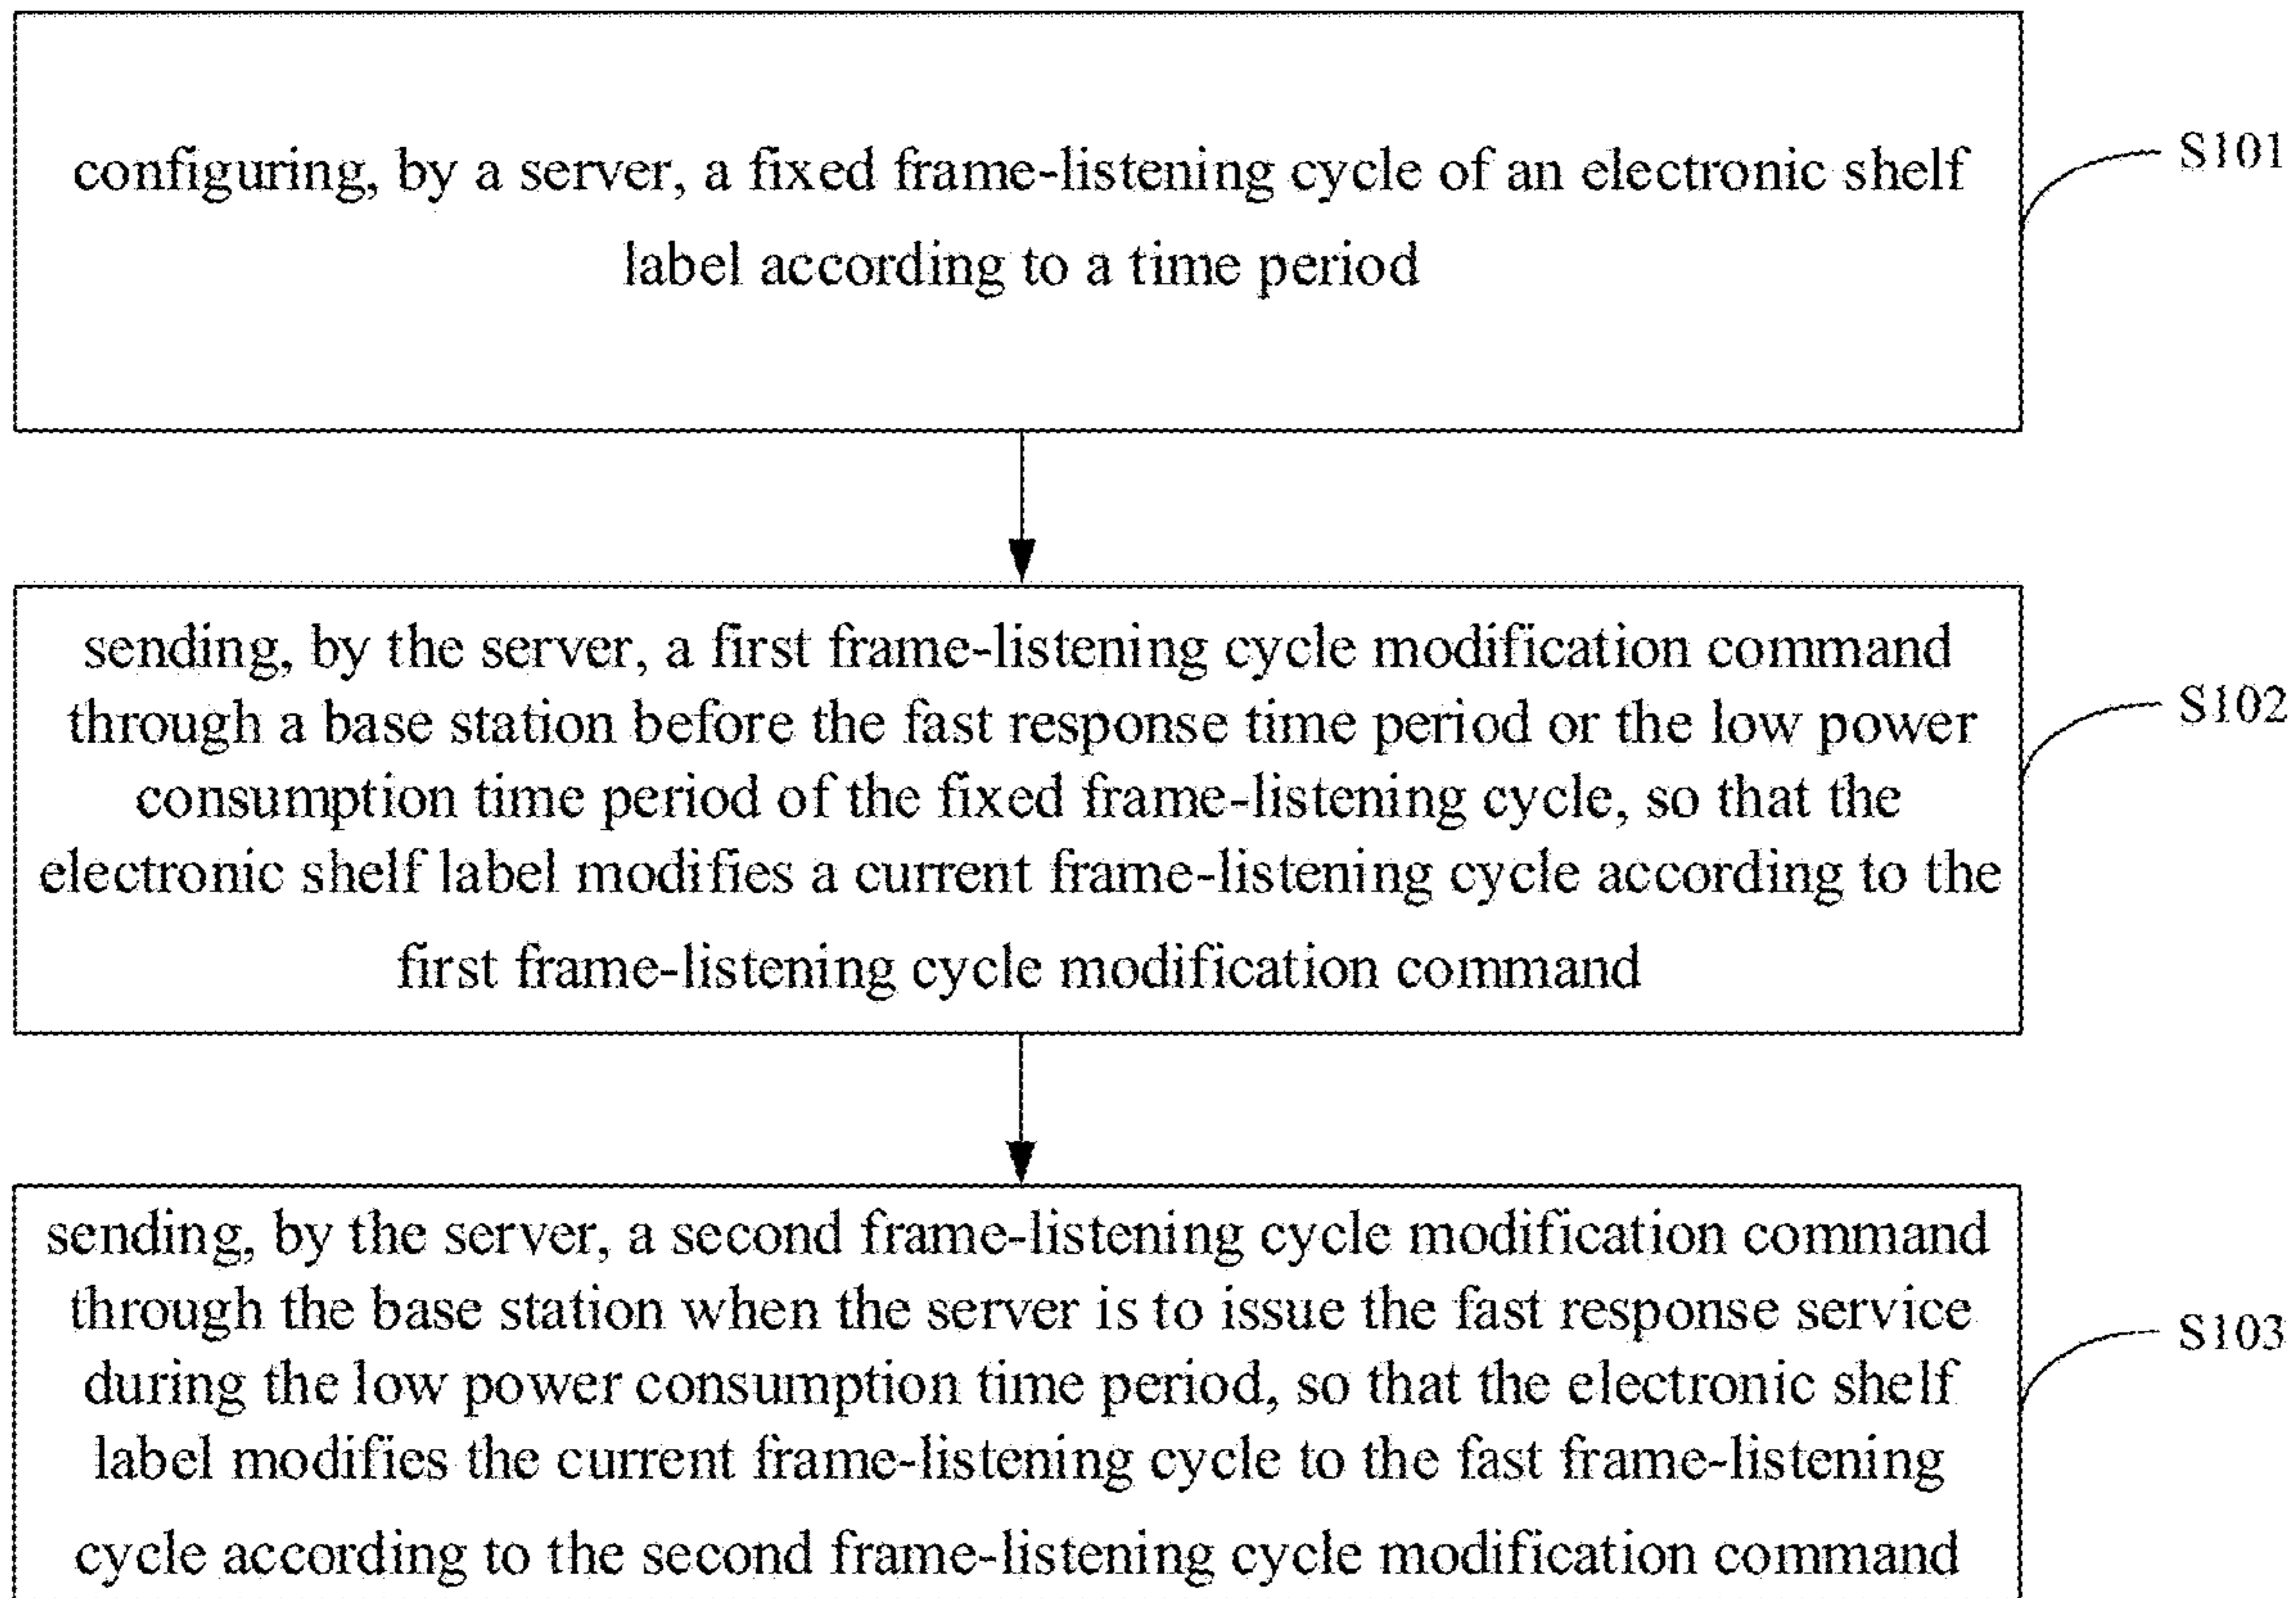 configuring, by a server, a fixed frame-listening cycle of an electronic shelf
label according to a time period
S101
sending, by the server, a first frame-listening cycle modification command
through a base station before the fast response time period or the low power
consumption time period of the fixed frame-listening cycle, so that the
electronic shelf label modifies a current frame-listening cycle according to the
first frame-listening cycle modification command
S102
sending, by the server, a second frame-listening cycle modification command
through the base station when the server is to issue the fast response service
during the low power consumption time period, so that the electronic shelf
label modifies the current frame-listening cycle to the fast frame-listening
cycle according to the second frame-listening cycle modification command
S103